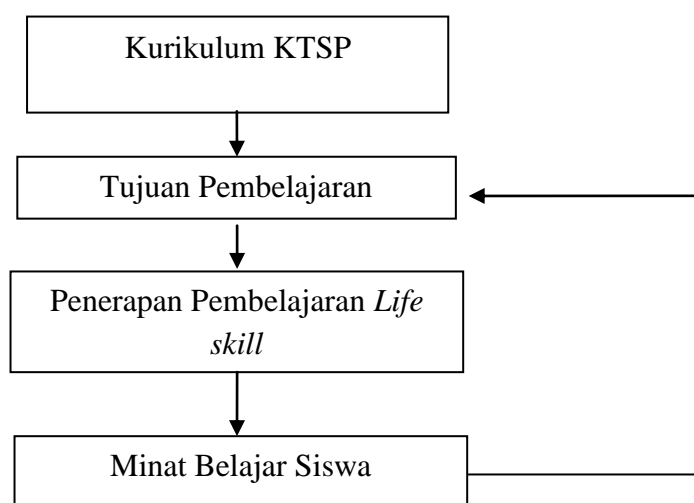 Kurikulum KTSP
Tujuan Pembelajaran
Penerapan Pembelajaran Life
skill
Minat Belajar Siswa